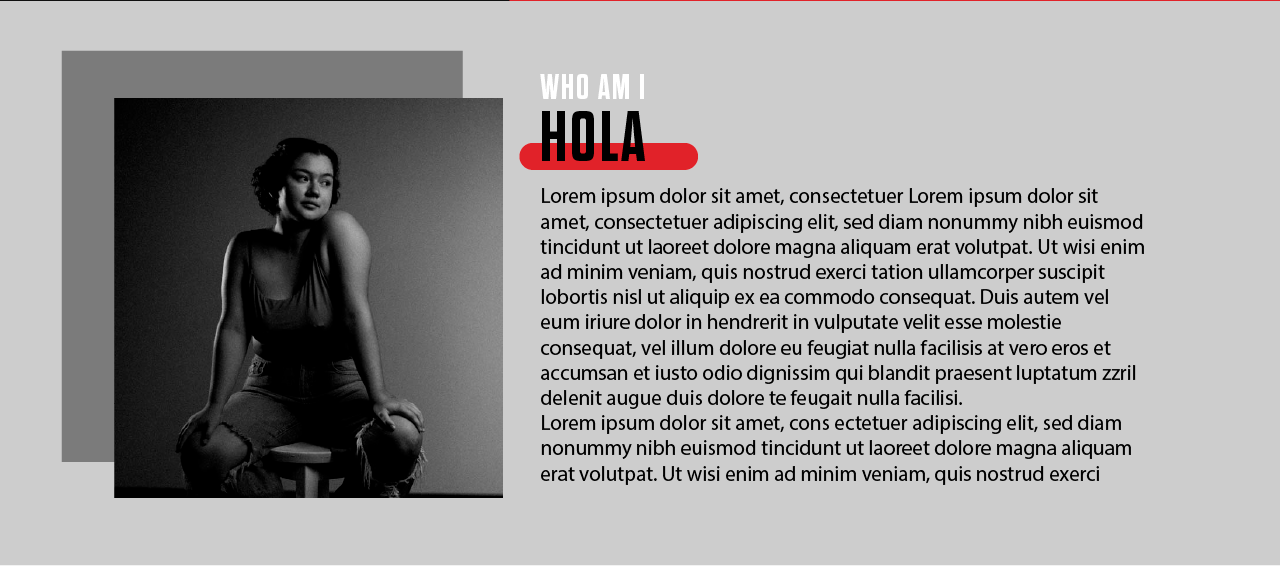 WHO AM I
HOLA
Lorem ipsum dolor sit amet, consectetuer Lorem ipsum dolor sit
amet, consectetuer adipiscing elit, sed diam nonummy nibh euismod
tincidunt ut laoreet dolore magna aliquam erat volutpat. Ut wisi enim
ad minim veniam, quis nostrud exerci tation ullamcorper suscipit
lobortis nisl ut aliquip ex ea commodo consequat. Duis autem vel
eum iriure dolor in hendrerit in vulputate velit esse molestie
consequat, vel illum dolore eu feugiat nulla facilisis at vero eros et
accumsan et iusto odio dignissim qui blandit praesent luptatum zzril
delenit augue duis dolore te feugait nulla facilisi.
Lorem ipsum dolor sit amet, cons ectetuer adipiscing elit, sed diam
nonummy nibh euismod tincidunt ut laoreet dolore magna aliquam
erat volutpat. Ut wisi enim ad minim veniam, quis nostrud exerci